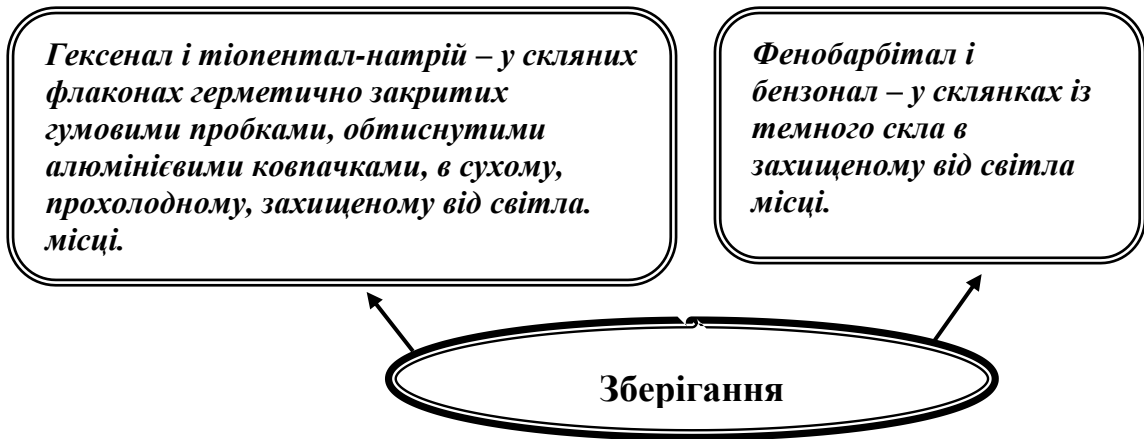 Гексенал і тіопентал-натрій – у скляних
флаконах герметично закритих
гумовими пробками, обтиснутими
алюмінієвими ковпачками, в сухому,
прохолодному, захищеному від світла.
місці.
Фенобарбітал і
бензонал – у склянках із
темного скла в
захищеному від світла
місці.
Зберігання